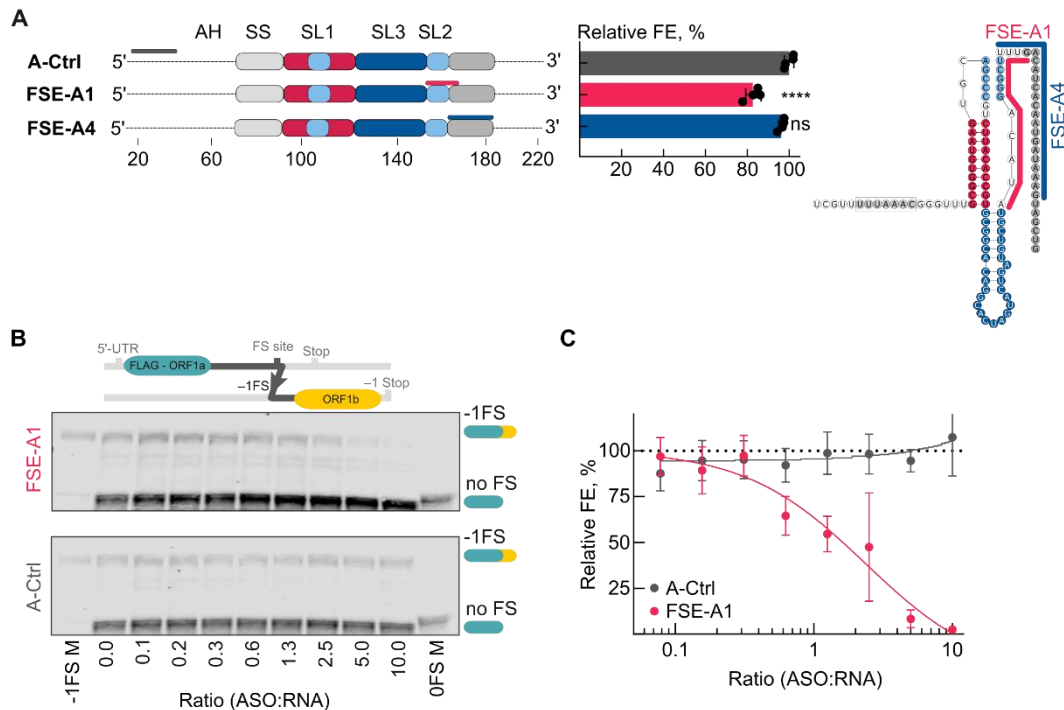 A
AH SS SL1 SL3 SL2
A-Ctrl 5' 3'
FSE-A1 5' 3'
FSE-A4 5' 3'
20 60 100 140 180 220
Relative FE, %
****
ns
20 40 60 80 100
FSE-A1
FSE-A4
UCGUUUUUAAACGGGUUU
B
5'-UTR FS site Stop
FLAG - ORF1a
–1FS –1 Stop
ORF1b
FSE-A1
-1FS
no FS
A-Ctrl
-1FS
no FS
-1FS M 0.0 0.1 0.2 0.3 0.6 1.3 2.5 5.0 10.0 0FS M
Ratio (ASO:RNA)
C
Relative FE, %
100
75
50
25
A-Ctrl
FSE-A1
0.1 1 10
Ratio (ASO:RNA)